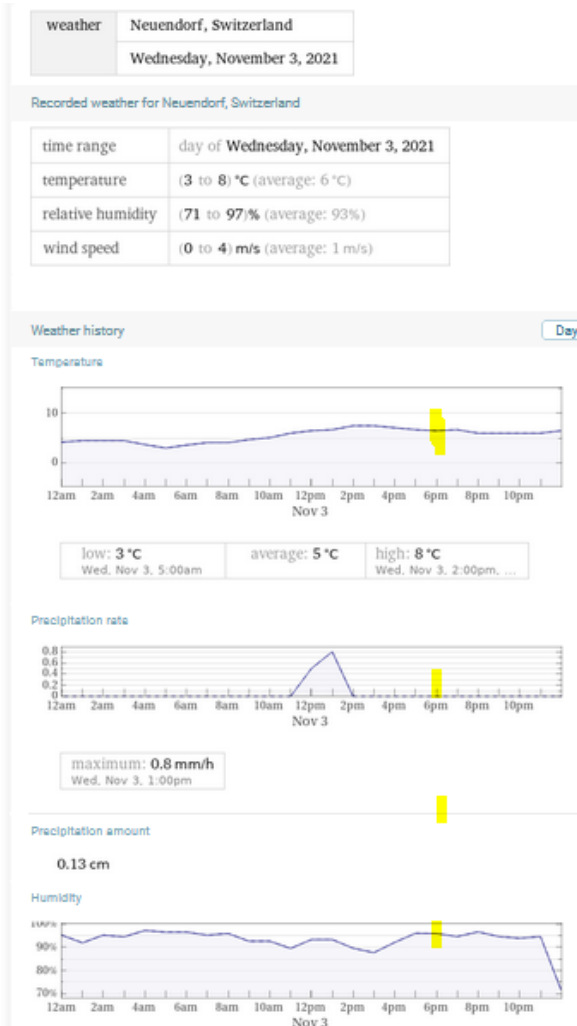 weather Neuendorf, Switzerland
Wednesday, November 3, 2021
Recorded weather for Neuendorf, Switzerland
time range day of Wednesday, November 3, 2021
temperature (3 to 8) °C (average: 6 °C)
relative humidity (71 to 97)% (average: 93%)
wind speed (0 to 4) m/s (average: 1 m/s)
Weather history Day
Temperature
10
0
12am 2am 4am 6am 8am 10am 12pm 2pm 4pm 6pm 8pm 10pm
Nov 3
low: 3 °C average: 5 °C high: 8 °C
Wed, Nov 3, 5:00am Wed, Nov 3, 2:00pm, ...
Precipitation rate
0.8
0.6
0.4
0.2
0
12am 2am 4am 6am 8am 10am 12pm 2pm 4pm 6pm 8pm 10pm
Nov 3
maximum: 0.8 mm/h
Wed, Nov 3, 1:00pm
Precipitation amount
0.13 cm
Humidity
100%
90%
80%
70%
12am 2am 4am 6am 8am 10am 12pm 2pm 4pm 6pm 8pm 10pm
Nov 3